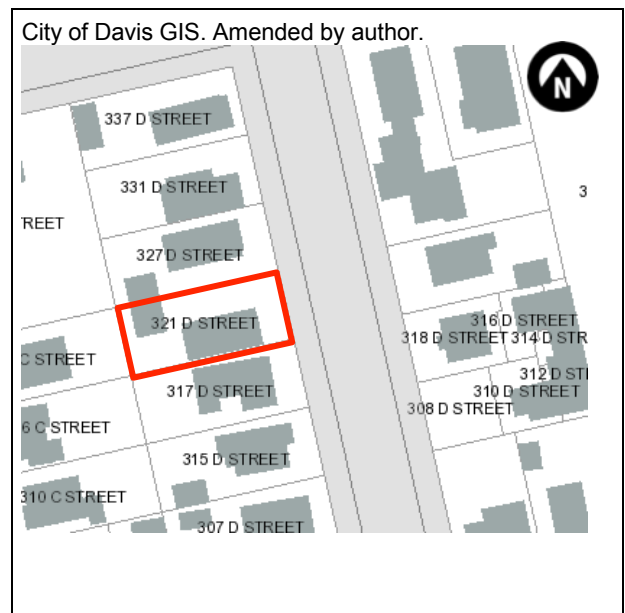 City of Davis GIS. Amended by author.
N
337 D STREET
331 D STREET
3
REET
327 D STREET
321 D STREET
316 D STREET
318 D STREET
314 D STR
C STREET
312 D STI
317 D STREET
310 D STREET
308 D STREET
6 C STREET
315 D STREET
310 C STREET
307 D STREET